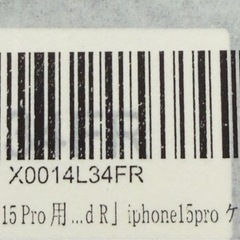 X0014L34FR
15 Pro 用 ... d R」 iphone15pro ケ